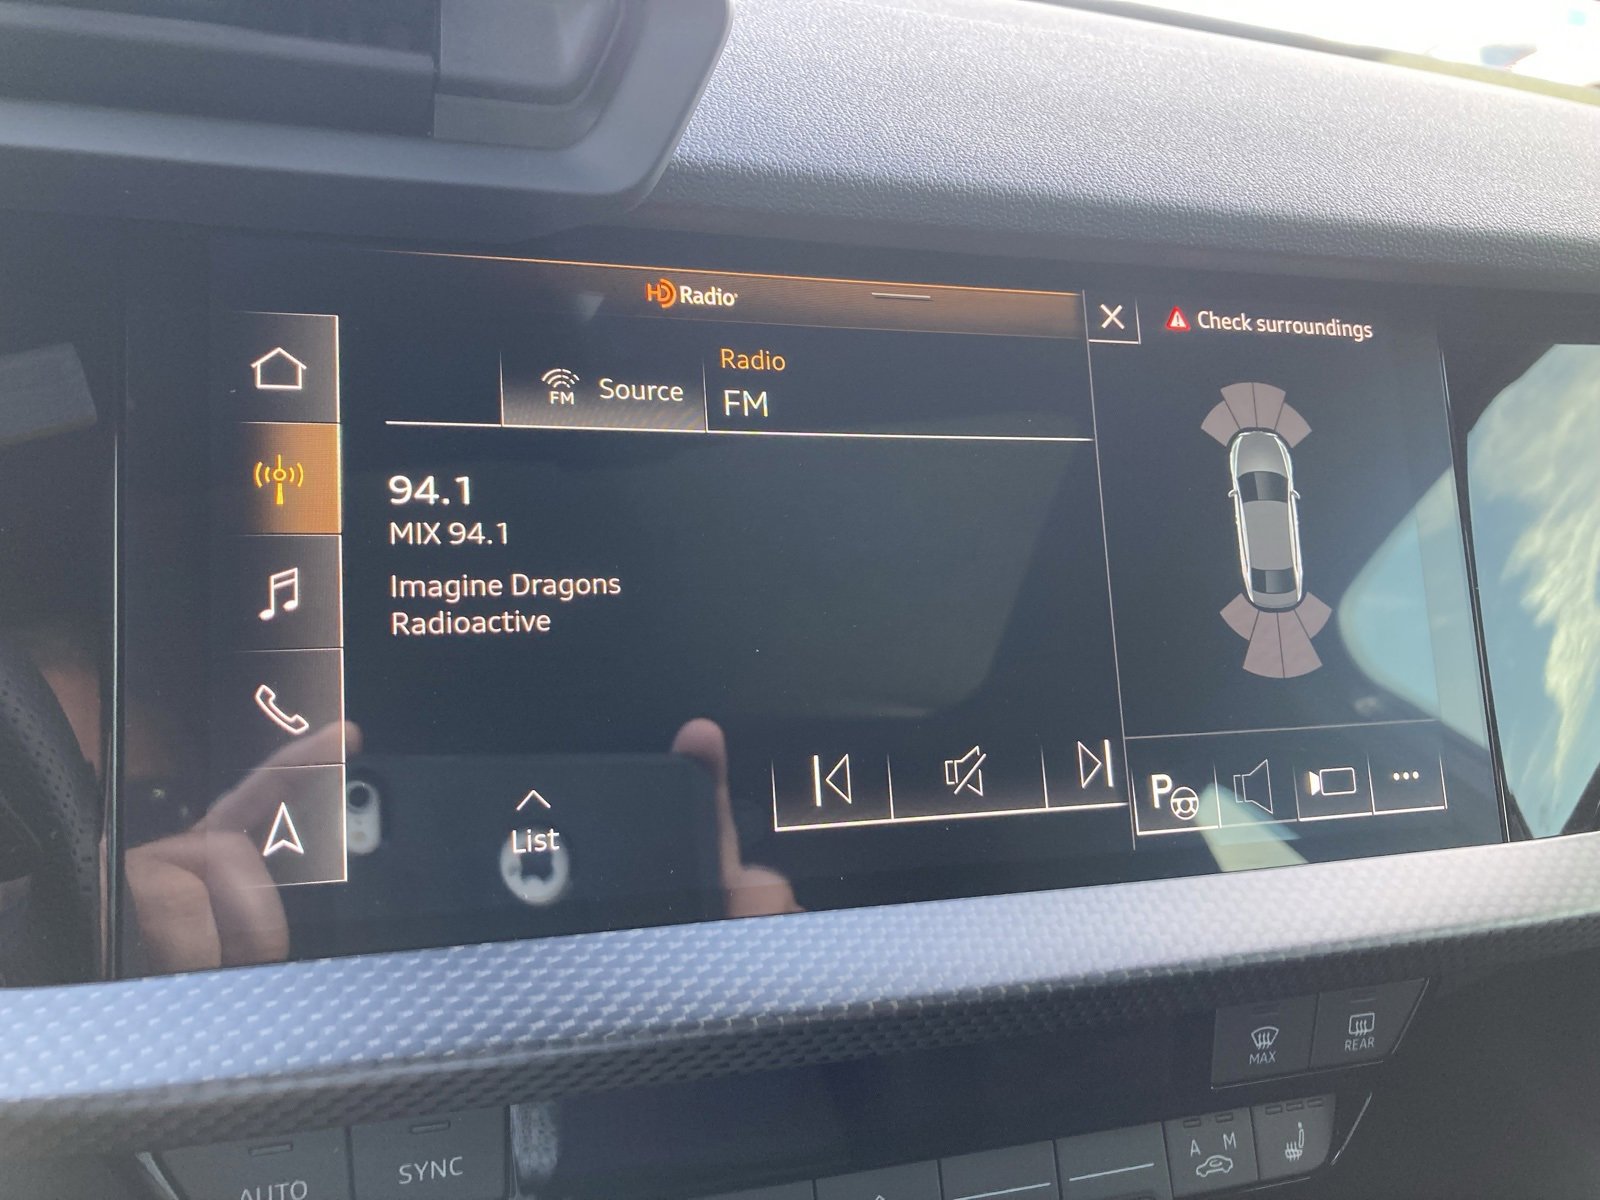 HD Radio
Check surroundings
FM Source
Radio
FM
94.1
MIX 94.1
Imagine Dragons
Radioactive
List
P
MAX
REAR
AUTO
SYNC
A M